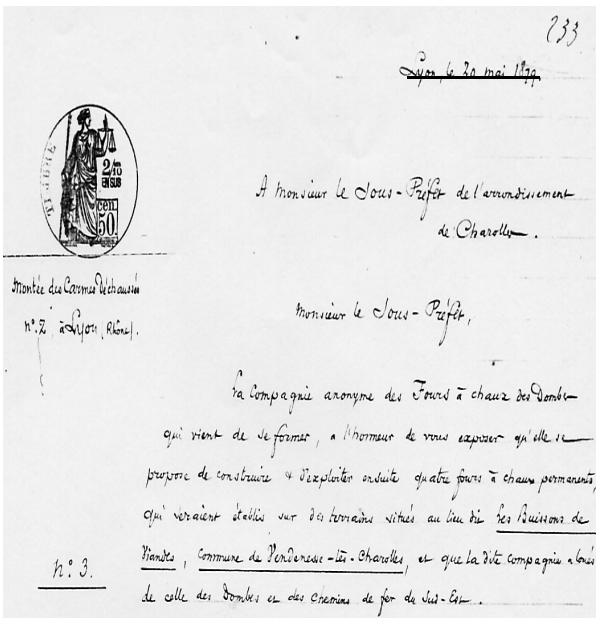 233
Lyon, le 20 mai 1879
TIMBRE
2/10
EN SUS
CEN.
50.
A Monsieur le Sous-Préfet de l'arrondissement
de Charolles.
Montée des Carmes Déchaussés
n°. 2, à Lyon (Rhône).
Monsieur le Sous-Préfet,
La Compagnie anonyme des Fours à chaux des Dombes
qui vient de se former, a l'honneur de vous exposer qu'elle se
propose de construire & d'exploiter ensuite quatre fours à chaux permanents,
qui seraient établis sur des terrains situés au lieu dit Les Buissons de
Viandes, commune de Vendenesse-lès-Charolles, et que la dite compagnie a loués
n°. 3.
de celle des Dombes et des chemins de fer du Sud-Est.